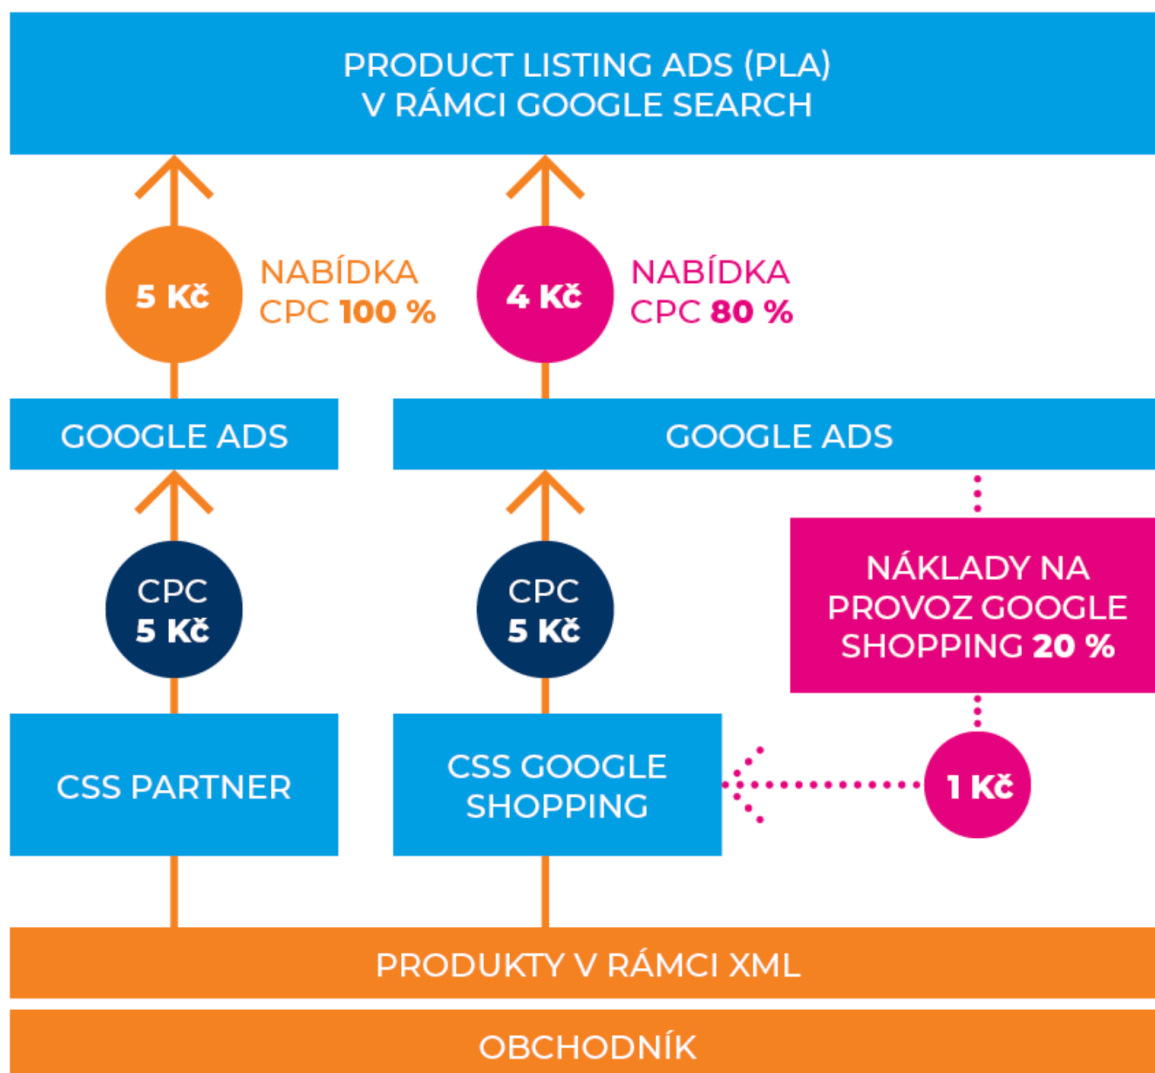 PRODUCT LISTING ADS (PLA)
V RÁMCI GOOGLE SEARCH
5 Kč
NABÍDKA
CPC 100 %
4 Kč
NABÍDKA
CPC 80 %
GOOGLE ADS
GOOGLE ADS
CPC
5 Kč
CPC
5 Kč
NÁKLADY NA
PROVOZ GOOGLE
SHOPPING 20 %
CSS PARTNER
CSS GOOGLE
SHOPPING
1 Kč
PRODUKTY V RÁMCI XML
OBCHODNÍK